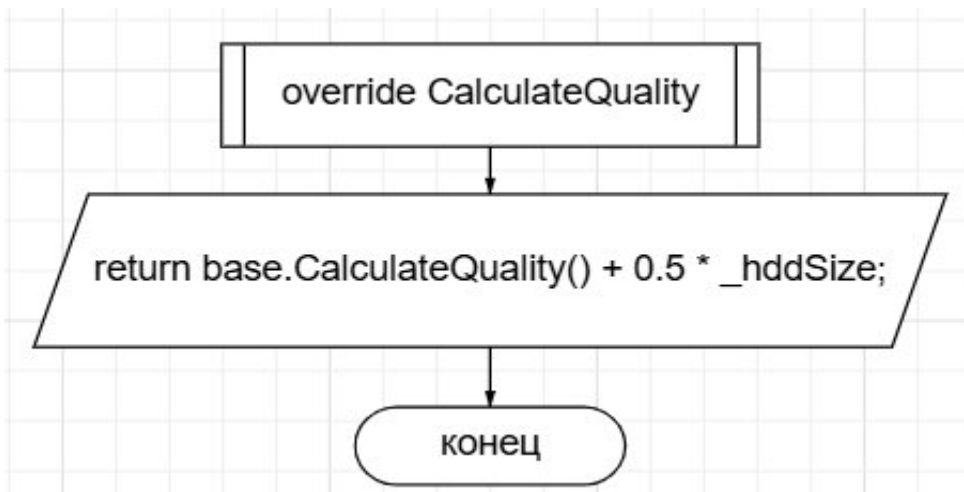 override CalculateQuality
return base.CalculateQuality() + 0.5 * _hddSize;
конец